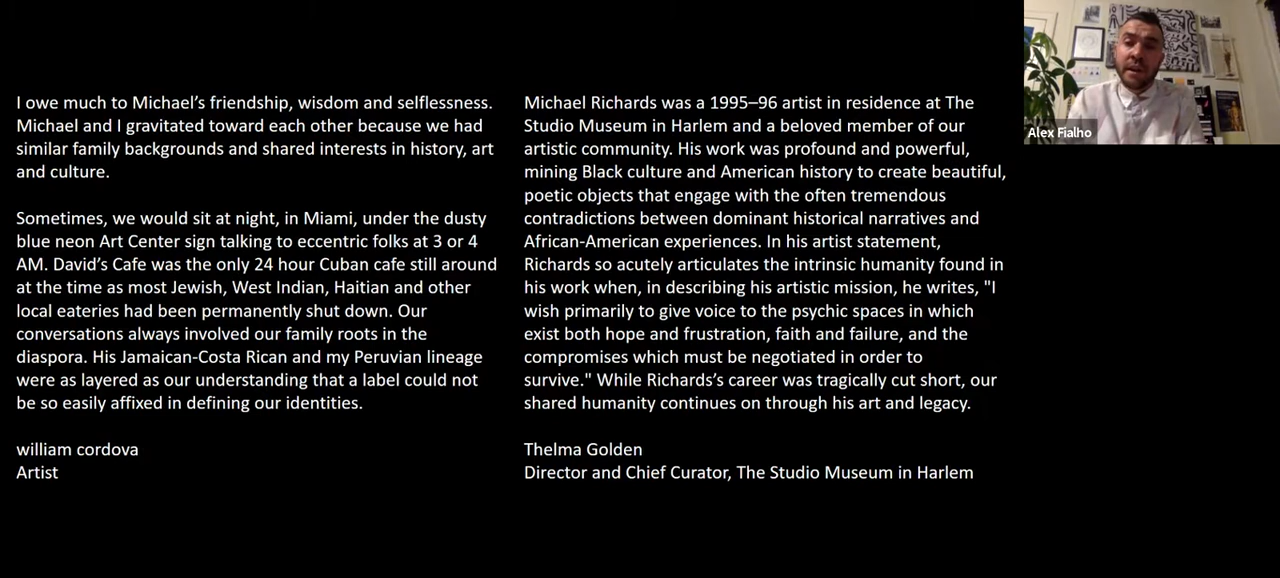 I owe much to Michael’s friendship, wisdom and selflessness.
Michael and I gravitated toward each other because we had
similar family backgrounds and shared interests in history, art
and culture.
Sometimes, we would sit at night, in Miami, under the dusty
blue neon Art Center sign talking to eccentric folks at 3 or 4
AM. David’s Cafe was the only 24 hour Cuban cafe still around
at the time as most Jewish, West Indian, Haitian and other
local eateries had been permanently shut down. Our
conversations always involved our family roots in the
diaspora. His Jamaican-Costa Rican and my Peruvian lineage
were as layered as our understanding that a label could not
be so easily affixed in defining our identities.
william cordova
Artist
Michael Richards was a 1995–96 artist in residence at The
Studio Museum in Harlem and a beloved member of our
artistic community. His work was profound and powerful,
mining Black culture and American history to create beautiful,
poetic objects that engage with the often tremendous
contradictions between dominant historical narratives and
African-American experiences. In his artist statement,
Richards so acutely articulates the intrinsic humanity found in
his work when, in describing his artistic mission, he writes, "I
wish primarily to give voice to the psychic spaces in which
exist both hope and frustration, faith and failure, and the
compromises which must be negotiated in order to
survive." While Richards’s career was tragically cut short, our
shared humanity continues on through his art and legacy.
Thelma Golden
Director and Chief Curator, The Studio Museum in Harlem
Alex Fialho